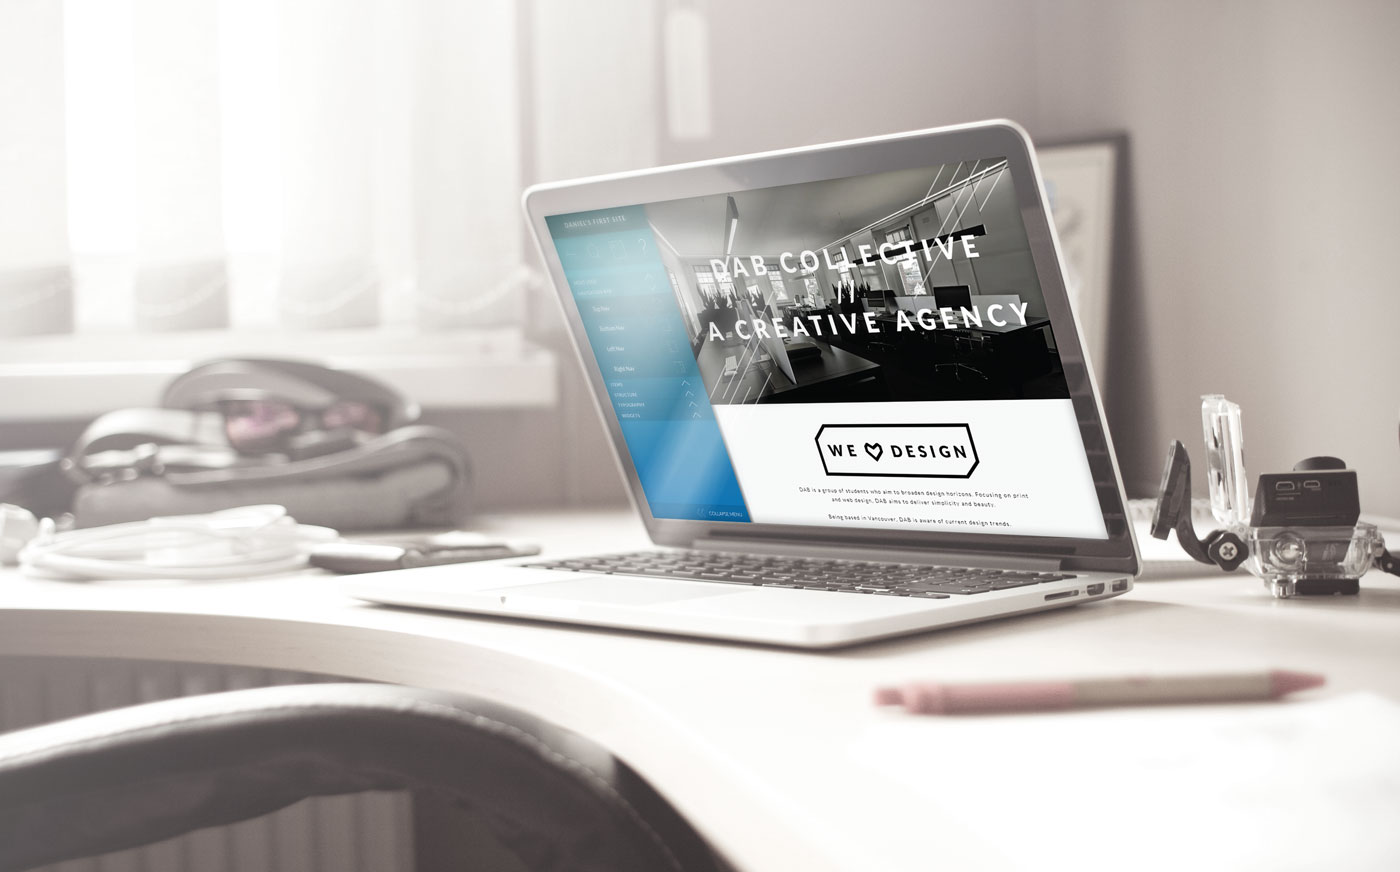 DANIEL'S FIRST SITE
Top Nav
Bottom Nav
Left Nav
Right Nav
ITEMS
STRUCTURE
TYPOGRAPHY
WIDGETS
COLLAPSE MENU
DAB COLLECTIVE
//
A CREATIVE AGENCY
WE DESIGN
DAB is a group of students who aim to broaden design horizons. Focusing on print
and web design, DAB aims to deliver simplicity and beauty.
Being based in Vancouver, DAB is aware of current design trends.